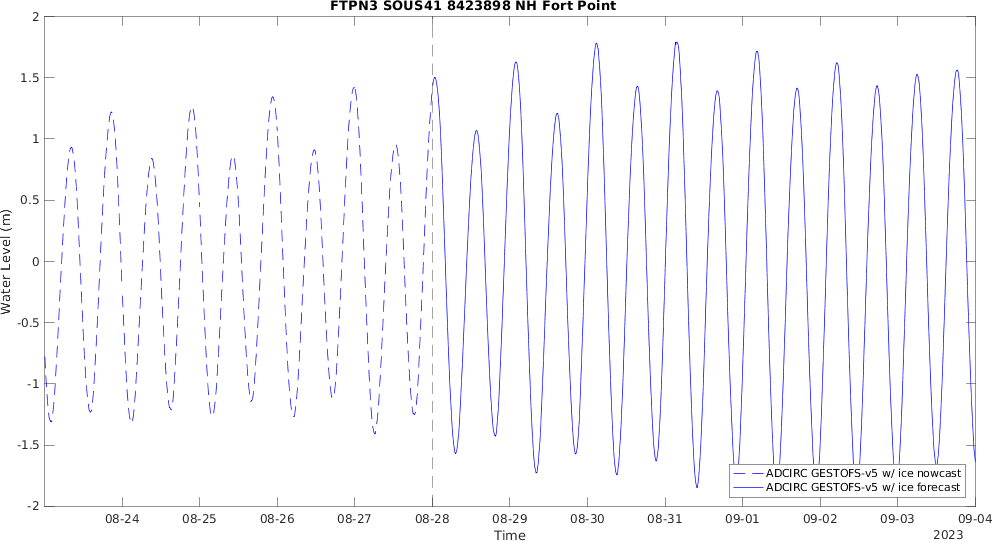 FTPN3 SOUS41 8423898 NH Fort Point
2
1.5
1
0.5
0
-0.5
-1
-1.5
-2
Water Level (m)
ADCIRC GESTOFS-v5 w/ ice nowcast
ADCIRC GESTOFS-v5 w/ ice forecast
08-24 08-25 08-26 08-27 08-28 08-29 08-30 08-31 09-01 09-02 09-03 09-04
Time
2023